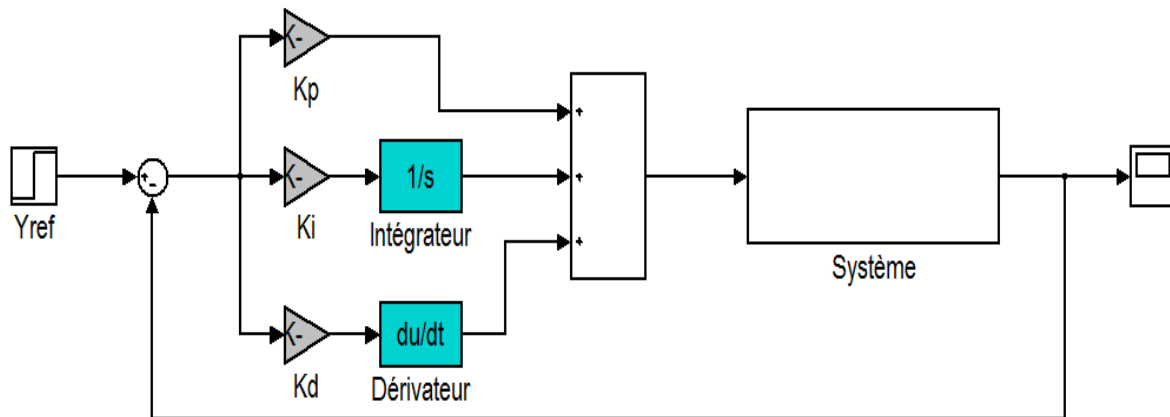 K-
Kp
+
+
-
K-
1/s
+
Yref
Ki
Intégrateur
+
Système
K-
du/dt
Kd
Dérivateur